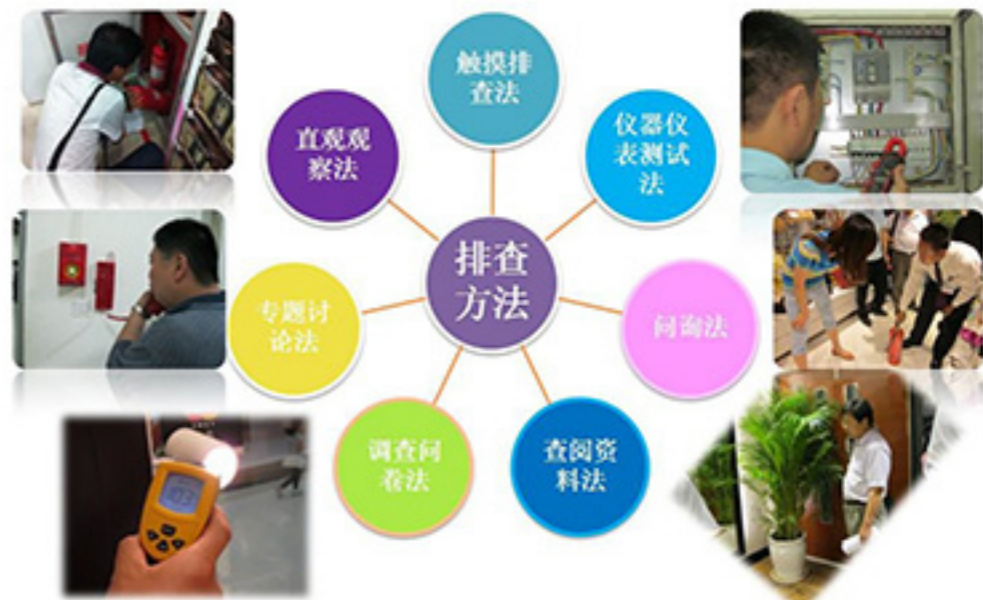 触摸排
查法
直观观
察法
仪器仪
表测试
法
排查
方法
专题讨
论法
问询法
调查问
卷法
查阅资
料法